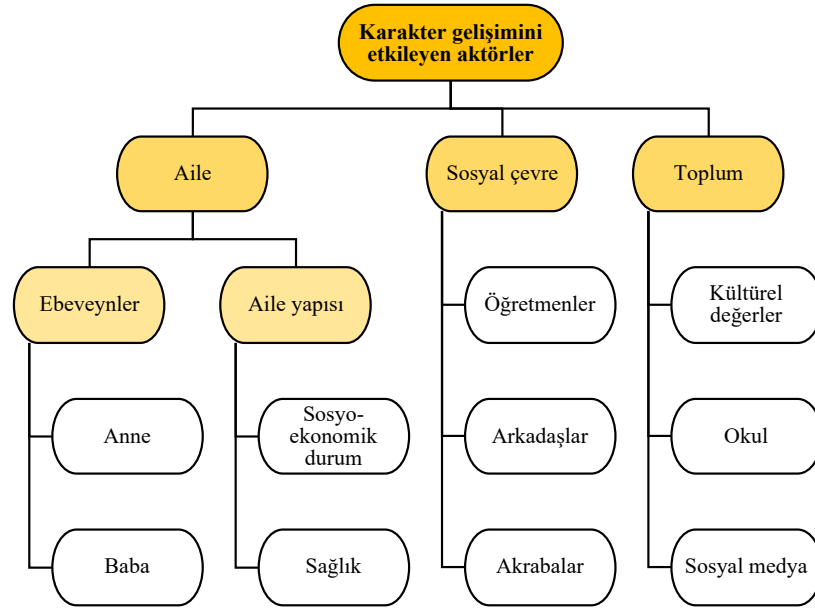 Karakter gelişimini
etkileyen aktörler
Aile
Sosyal çevre
Toplum
Ebeveynler
Aile yapısı
Öğretmenler
Kültürel
değerler
Anne
Sosyo-
ekonomik
durum
Arkadaşlar
Okul
Baba
Sağlık
Akrabalar
Sosyal medya